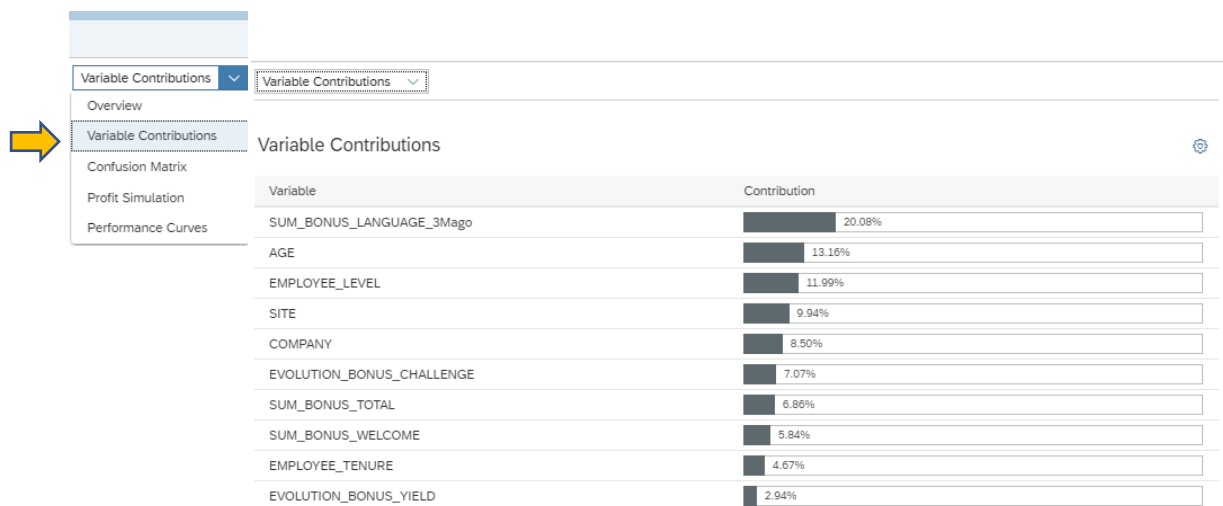 Variable Contributions
Overview
Variable Contributions
Confusion Matrix
Profit Simulation
Performance Curves
Variable Contributions
Variable Contributions
Variable Contribution
SUM_BONUS_LANGUAGE_3Mago 20.08%
AGE 13.16%
EMPLOYEE_LEVEL 11.99%
SITE 9.94%
COMPANY 8.50%
EVOLUTION_BONUS_CHALLENGE 7.07%
SUM_BONUS_TOTAL 6.86%
SUM_BONUS_WELCOME 5.84%
EMPLOYEE_TENURE 4.67%
EVOLUTION_BONUS_YIELD 2.94%